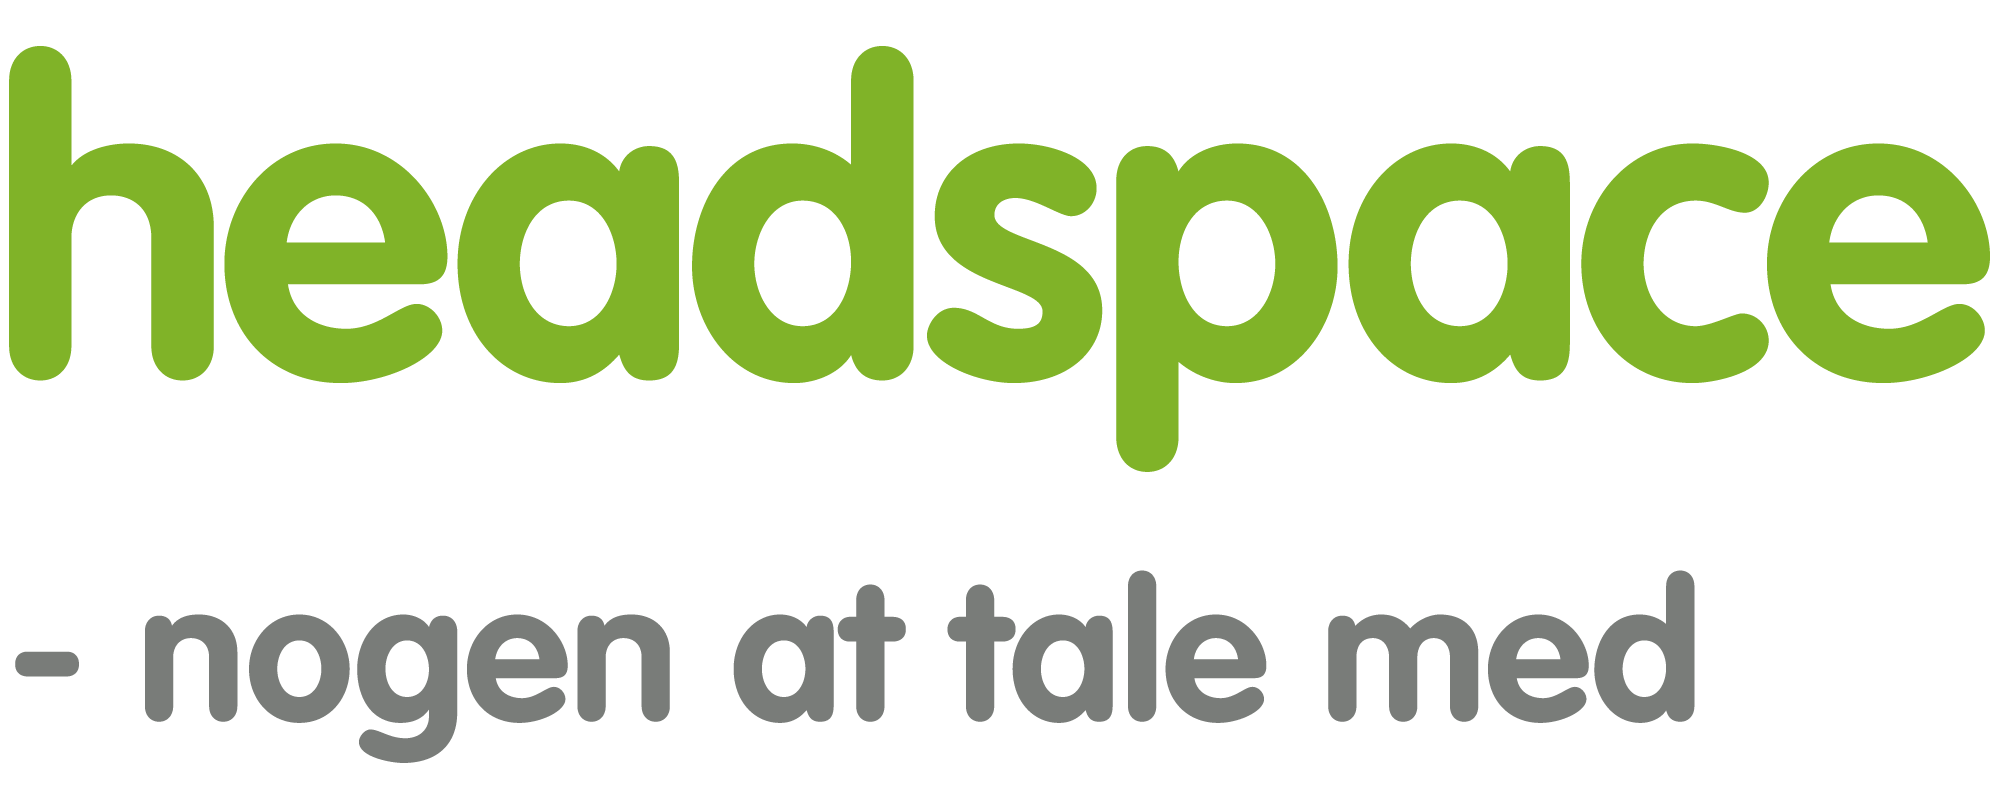 headspace
- nogen at tale med